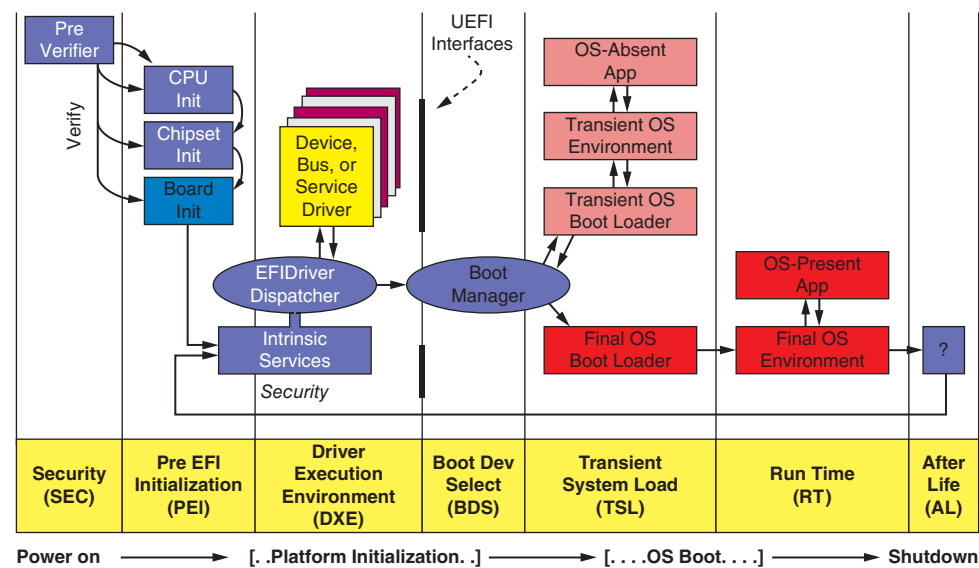 Pre
Verifier
Verify
CPU
Init
Chipset
Init
Board
Init
Device,
Bus, or
Service
Driver
EFIDriver
Dispatcher
Intrinsic
Services
Security
UEFI
Interfaces
Boot
Manager
OS-Absent
App
Transient OS
Environment
Transient OS
Boot Loader
Final OS
Boot Loader
OS-Present
App
Final OS
Environment
?
Security
(SEC)
Pre EFI
Initialization
(PEI)
Driver
Execution
Environment
(DXE)
Boot Dev
Select
(BDS)
Transient
System Load
(TSL)
Run Time
(RT)
After
Life
(AL)
Power on [. .Platform Initialization. .] [. . . .OS Boot. . . .] Shutdown